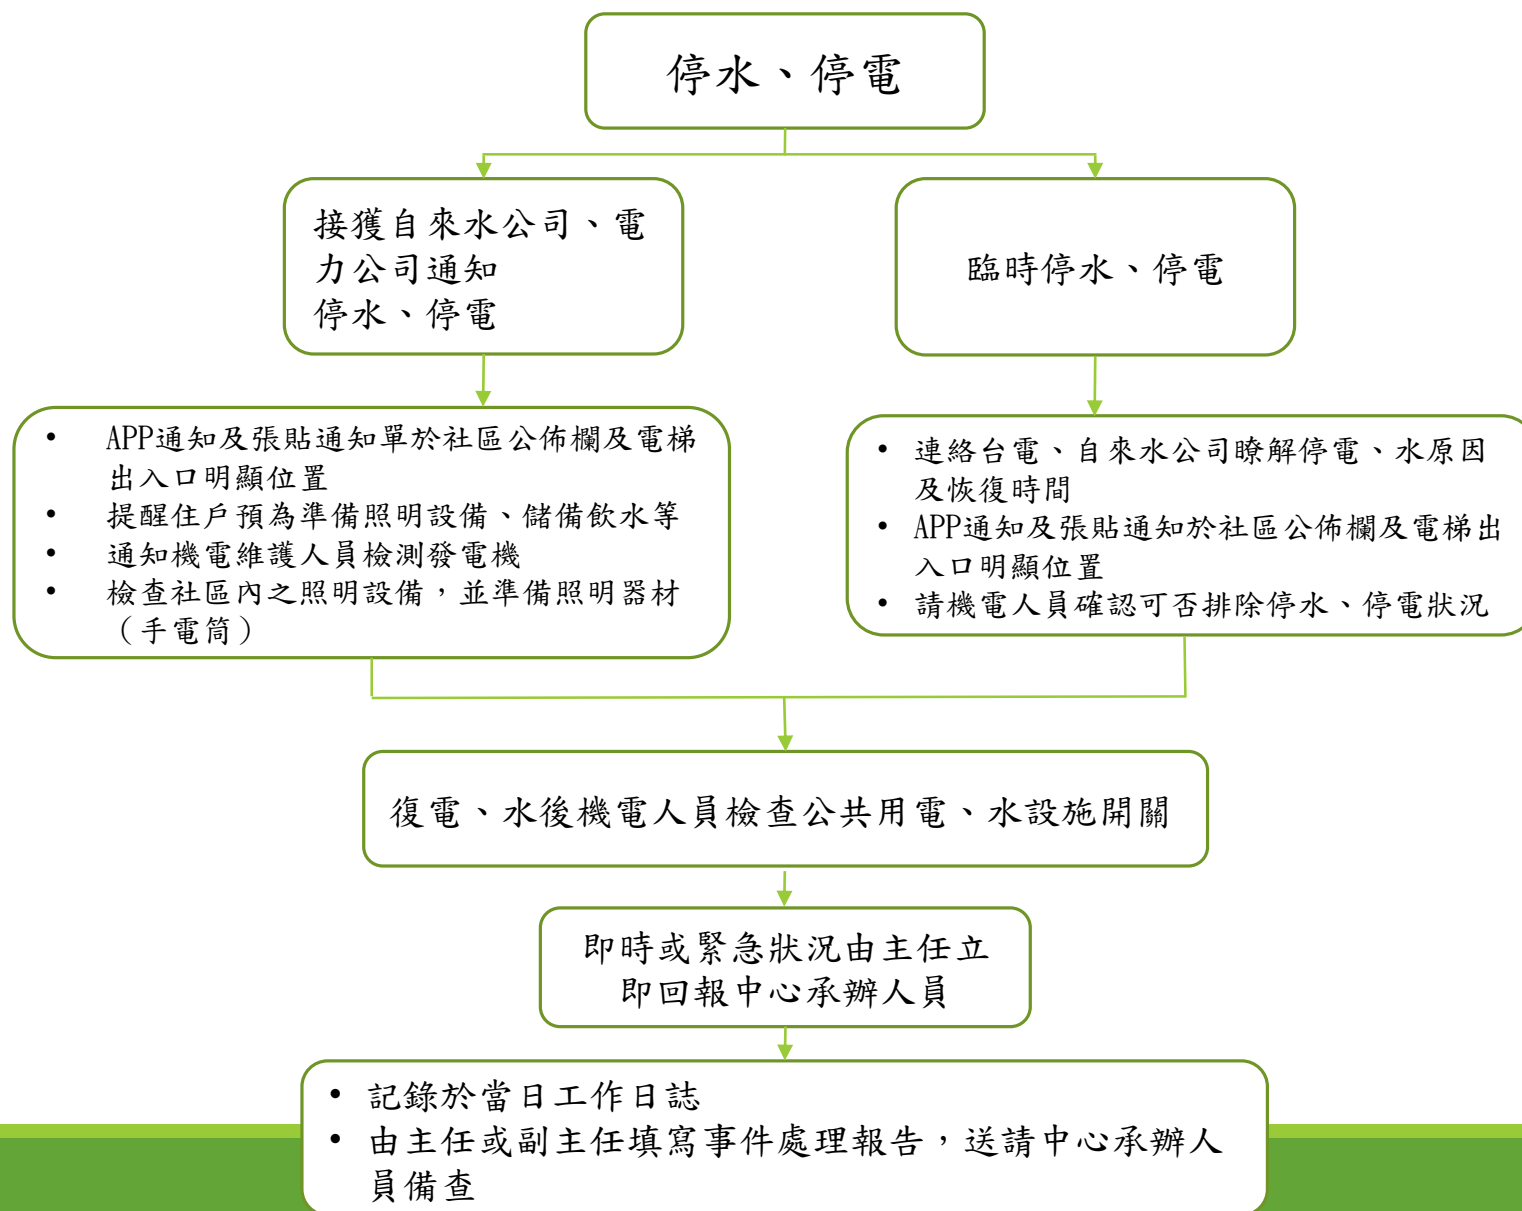 停水、停電
接獲自來水公司、電
力公司通知
停水、停電
臨時停水、停電
• APP通知及張貼通知單於社區公佈欄及電梯
出入口明顯位置
• 提醒住戶預為準備照明設備、儲備飲水等
• 通知機電維護人員檢測發電機
• 檢查社區內之照明設備，並準備照明器材
（手電筒）
• 連絡台電、自來水公司瞭解停電、水原因
及恢復時間
• APP通知及張貼通知於社區公佈欄及電梯出
入口明顯位置
• 請機電人員確認可否排除停水、停電狀況
復電、水後機電人員檢查公共用電、水設施開關
即時或緊急狀況由主任立
即回報中心承辦人員
• 記錄於當日工作日誌
• 由主任或副主任填寫事件處理報告，送請中心承辦人
員備查